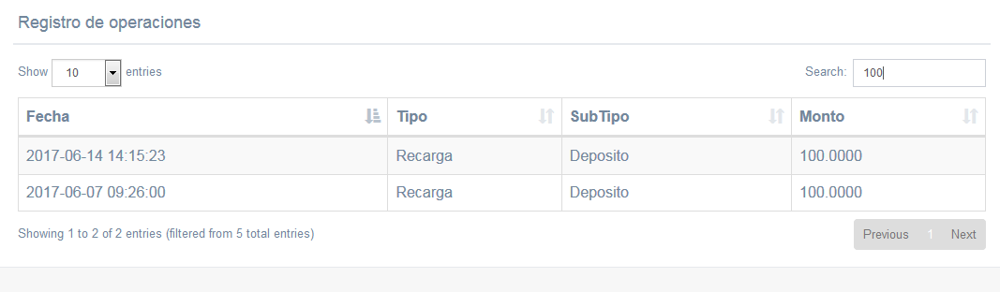 Registro de operaciones
Show 10 entries Search: 100
Fecha Tipo SubTipo Monto
2017-06-14 14:15:23 Recarga Deposito 100.0000
2017-06-07 09:26:00 Recarga Deposito 100.0000
Showing 1 to 2 of 2 entries (filtered from 5 total entries) Previous 1 Next